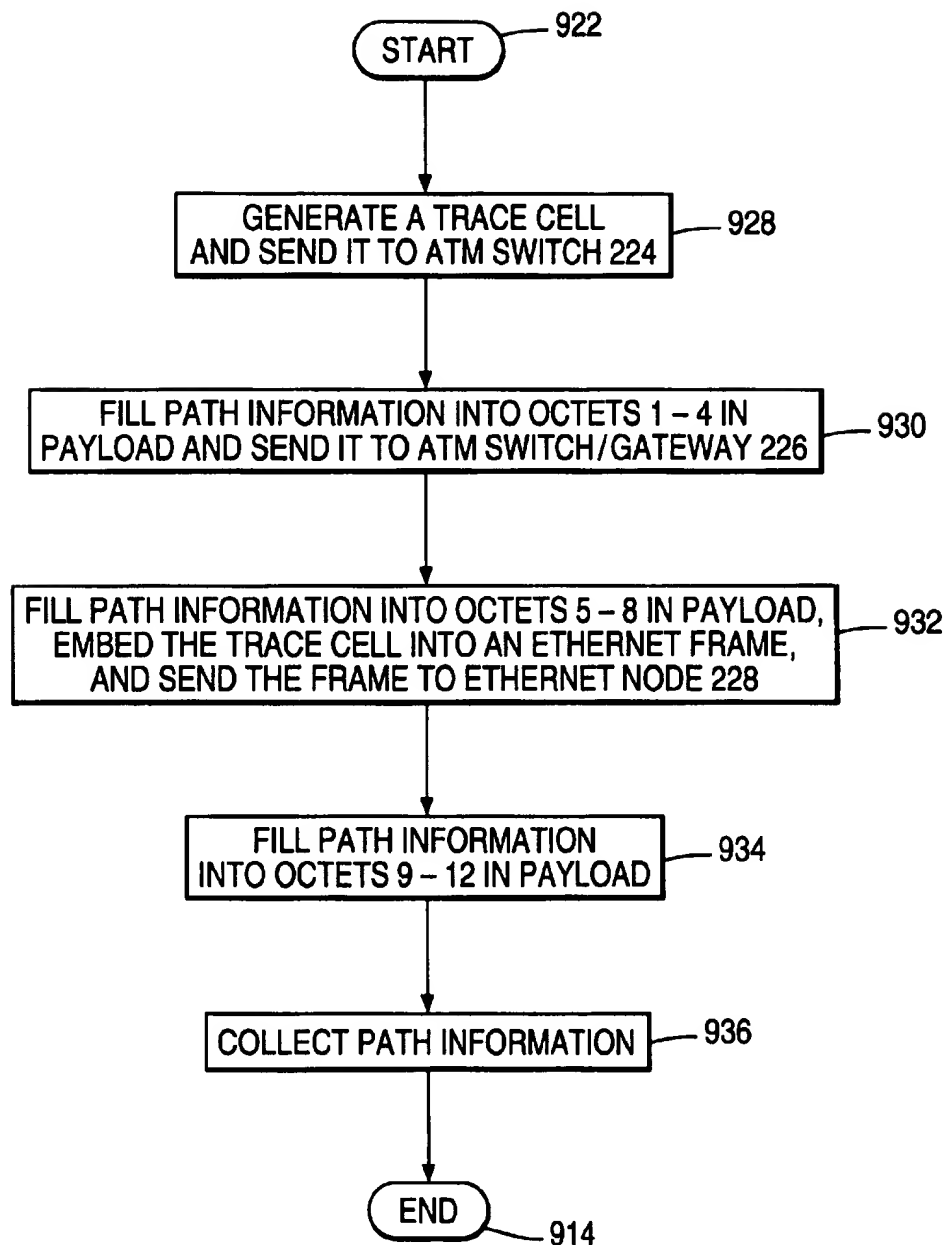 START
922
GENERATE A TRACE CELL
AND SEND IT TO ATM SWITCH 224
928
FILL PATH INFORMATION INTO OCTETS 1 – 4 IN
PAYLOAD AND SEND IT TO ATM SWITCH/GATEWAY 226
930
FILL PATH INFORMATION INTO OCTETS 5 – 8 IN PAYLOAD,
EMBED THE TRACE CELL INTO AN ETHERNET FRAME,
AND SEND THE FRAME TO ETHERNET NODE 228
932
FILL PATH INFORMATION
INTO OCTETS 9 – 12 IN PAYLOAD
934
COLLECT PATH INFORMATION
936
END
914